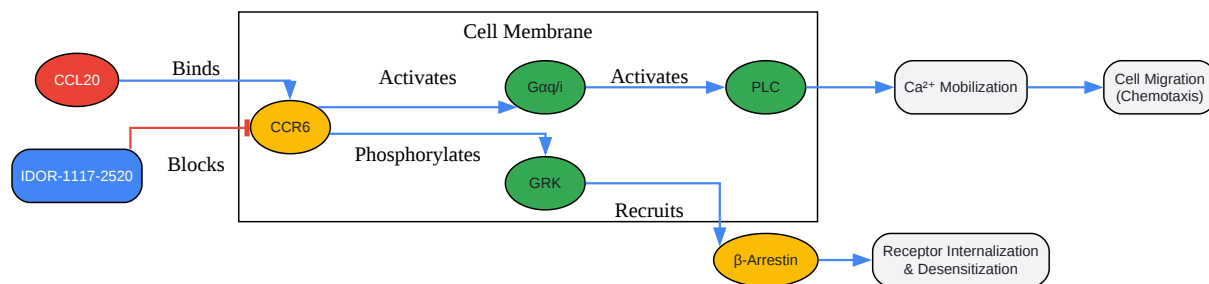 Cell Membrane
CCL20
Binds
Activates
Gαq/i
Activates
PLC
Ca²⁺ Mobilization
Cell Migration
(Chemotaxis)
CCR6
IDOR-1117-2520
Blocks
Phosphorylates
GRK
Recruits
β-Arrestin
Receptor Internalization
& Desensitization